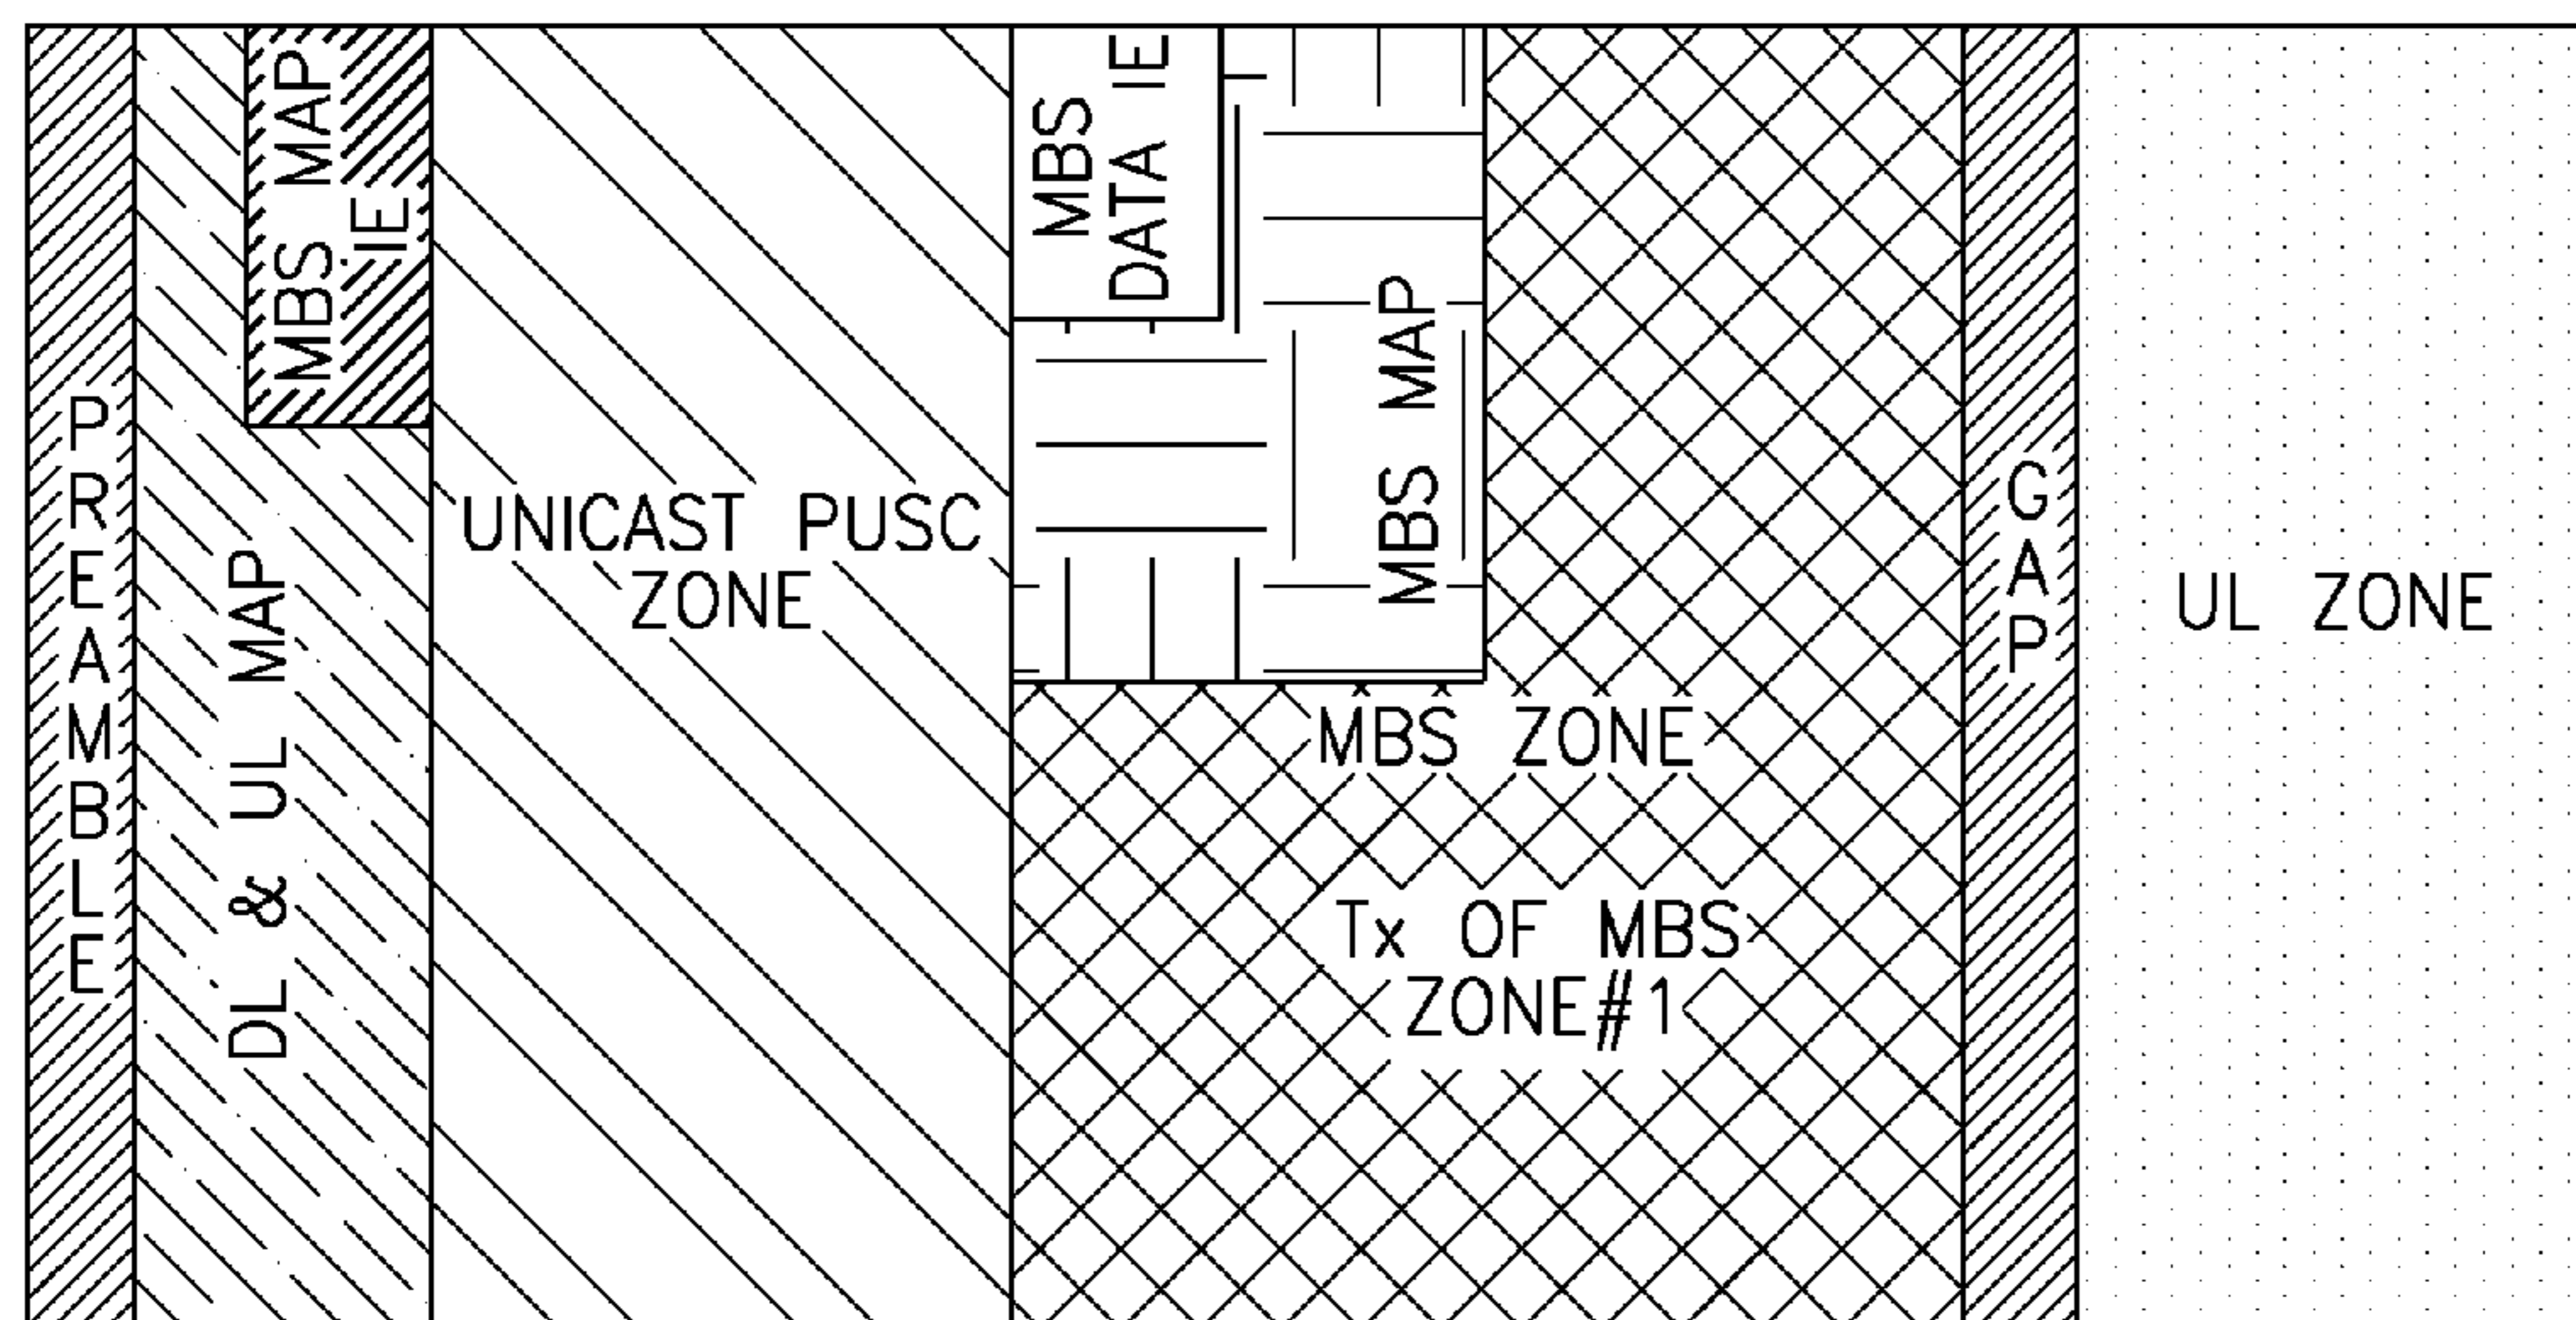 PREAMBLE
DL & UL MAP
MBS MAP
IE
UNICAST PUSC
ZONE
MBS
DATA IE
MBS MAP
MBS ZONE
Tx OF MBS
ZONE#1
GAP
UL ZONE